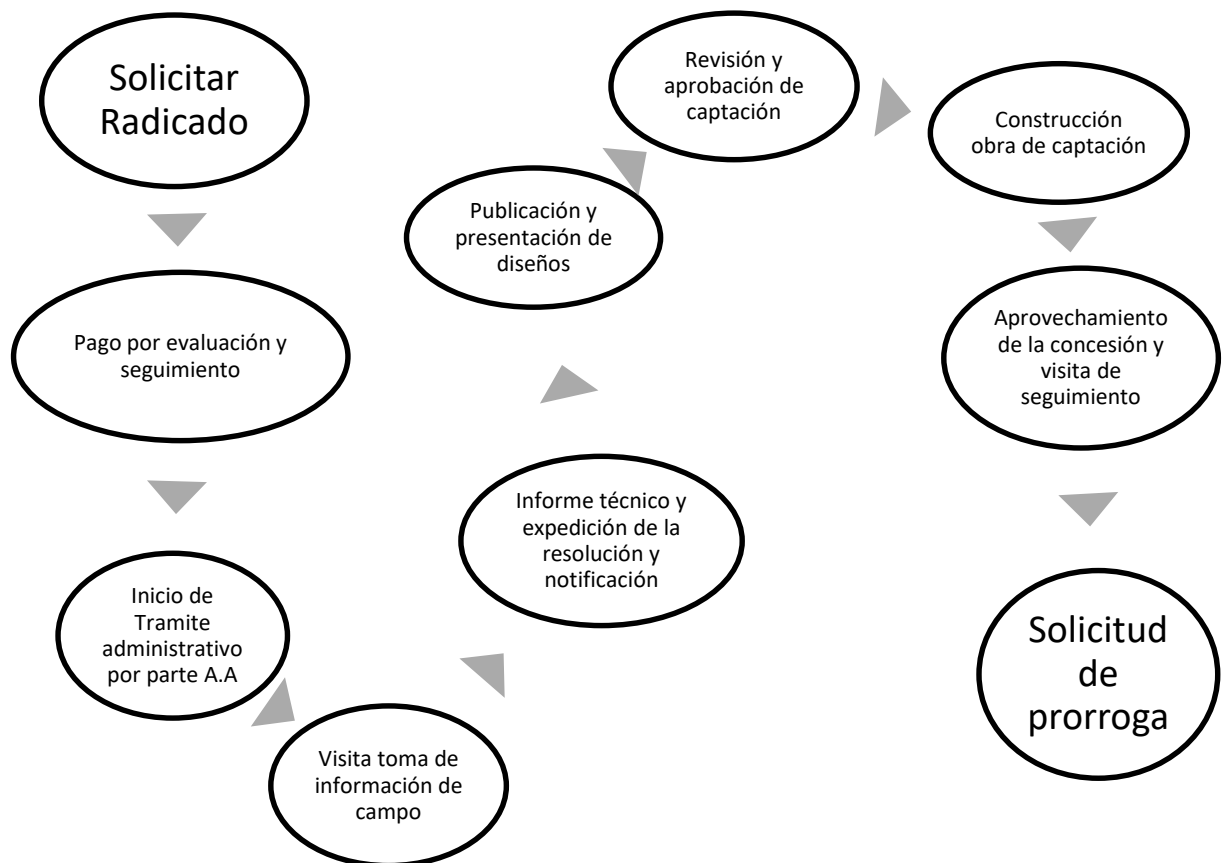 Solicitar
Radicado
Pago por evaluación y
seguimiento
Inicio de
Tramite
administrativo
por parte A.A
Visita toma de
información de
campo
Informe técnico y
expedición de la
resolución y
notificación
Publicación y
presentación de
diseños
Revisión y
aprobación de
captación
Construcción
obra de captación
Aprovechamiento
de la concesión y
visita de
seguimiento
Solicitud
de
prorroga